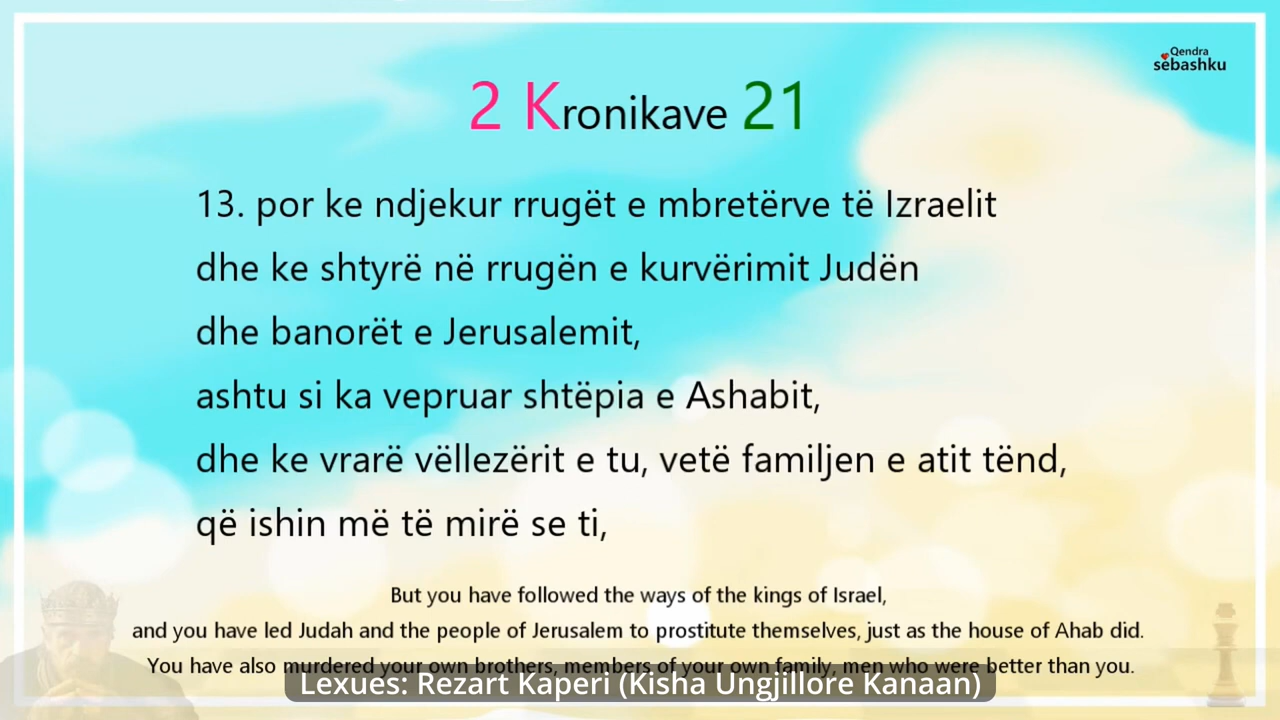 Qendra
sëbashku
2 Kronikave 21
13. por ke ndjekur rrugët e mbretërve të Izraelit
dhe ke shtyrë në rrugën e kurvërimit Judën
dhe banorët e Jerusalemit,
ashtu si ka vepruar shtëpia e Ashabit,
dhe ke vrarë vëllezërit e tu, vetë familjen e atit tënd,
që ishin më të mirë se ti,
But you have followed the ways of the kings of Israel,
and you have led Judah and the people of Jerusalem to prostitute themselves, just as the house of Ahab did.
You have also murdered your own brothers, members of your own family, men who were better than you.
Lexues: Rezart Kaperi (Kisha Ungjillore Kanaan)